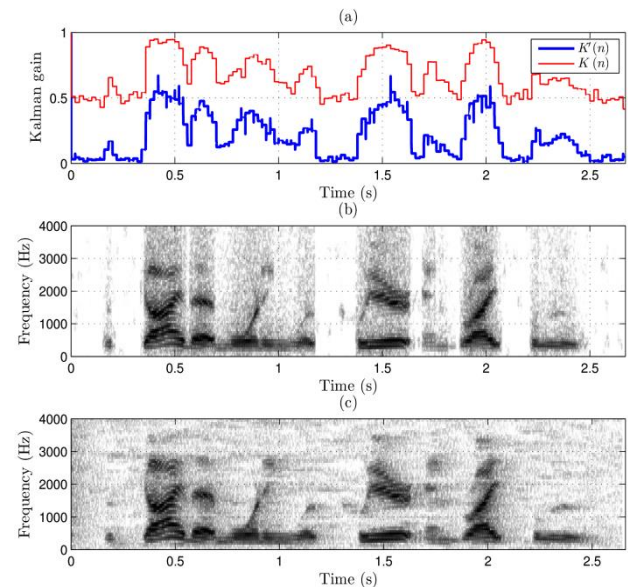 (a)
1
0.5
0
Kalman gain
K'(n)
K (n)
0 0.5 1 1.5 2 2.5
Time (s)
(b)
4000
3000
2000
1000
0
Frequency (Hz)
0 0.5 1 1.5 2 2.5
Time (s)
(c)
4000
3000
2000
1000
0
Frequency (Hz)
0 0.5 1 1.5 2 2.5
Time (s)